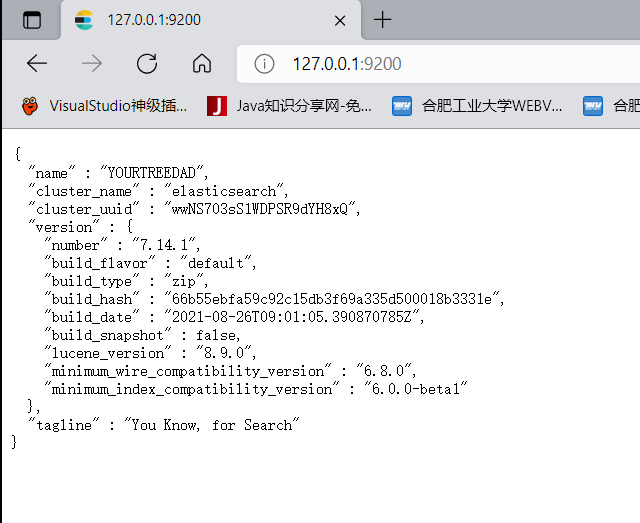 127.0.0.1:9200
127.0.0.1:9200
VisualStudio神级插... Java知识分享网-免... 合肥工业大学WEBV... 合肥
{
"name" : "YOURTREEDAD",
"cluster_name" : "elasticsearch",
"cluster_uuid" : "wwNS703sS1WDPSR9dYH8xQ",
"version" : {
"number" : "7.14.1",
"build_flavor" : "default",
"build_type" : "zip",
"build_hash" : "66b55ebfa59c92c15db3f69a335d500018b3331e",
"build_date" : "2021-08-26T09:01:05.390870785Z",
"build_snapshot" : false,
"lucene_version" : "8.9.0",
"minimum_wire_compatibility_version" : "6.8.0",
"minimum_index_compatibility_version" : "6.0.0-beta1"
},
"tagline" : "You Know, for Search"
}